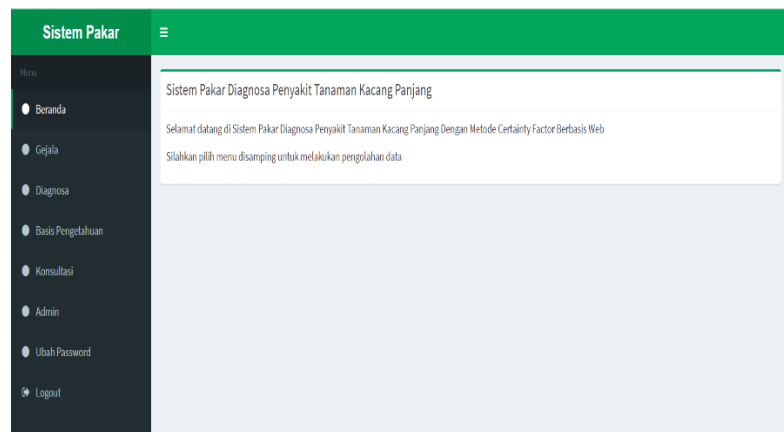 Sistem Pakar
Menu
Beranda
Gejala
Diagnosa
Basis Pengetahuan
Konsultasi
Admin
Ubah Password
Logout
Sistem Pakar Diagnosa Penyakit Tanaman Kacang Panjang
Selamat datang di Sistem Pakar Diagnosa Penyakit Tanaman Kacang Panjang Dengan Metode Certainty Factor Berbasis Web
Silahkan pilih menu disamping untuk melakukan pengolahan data